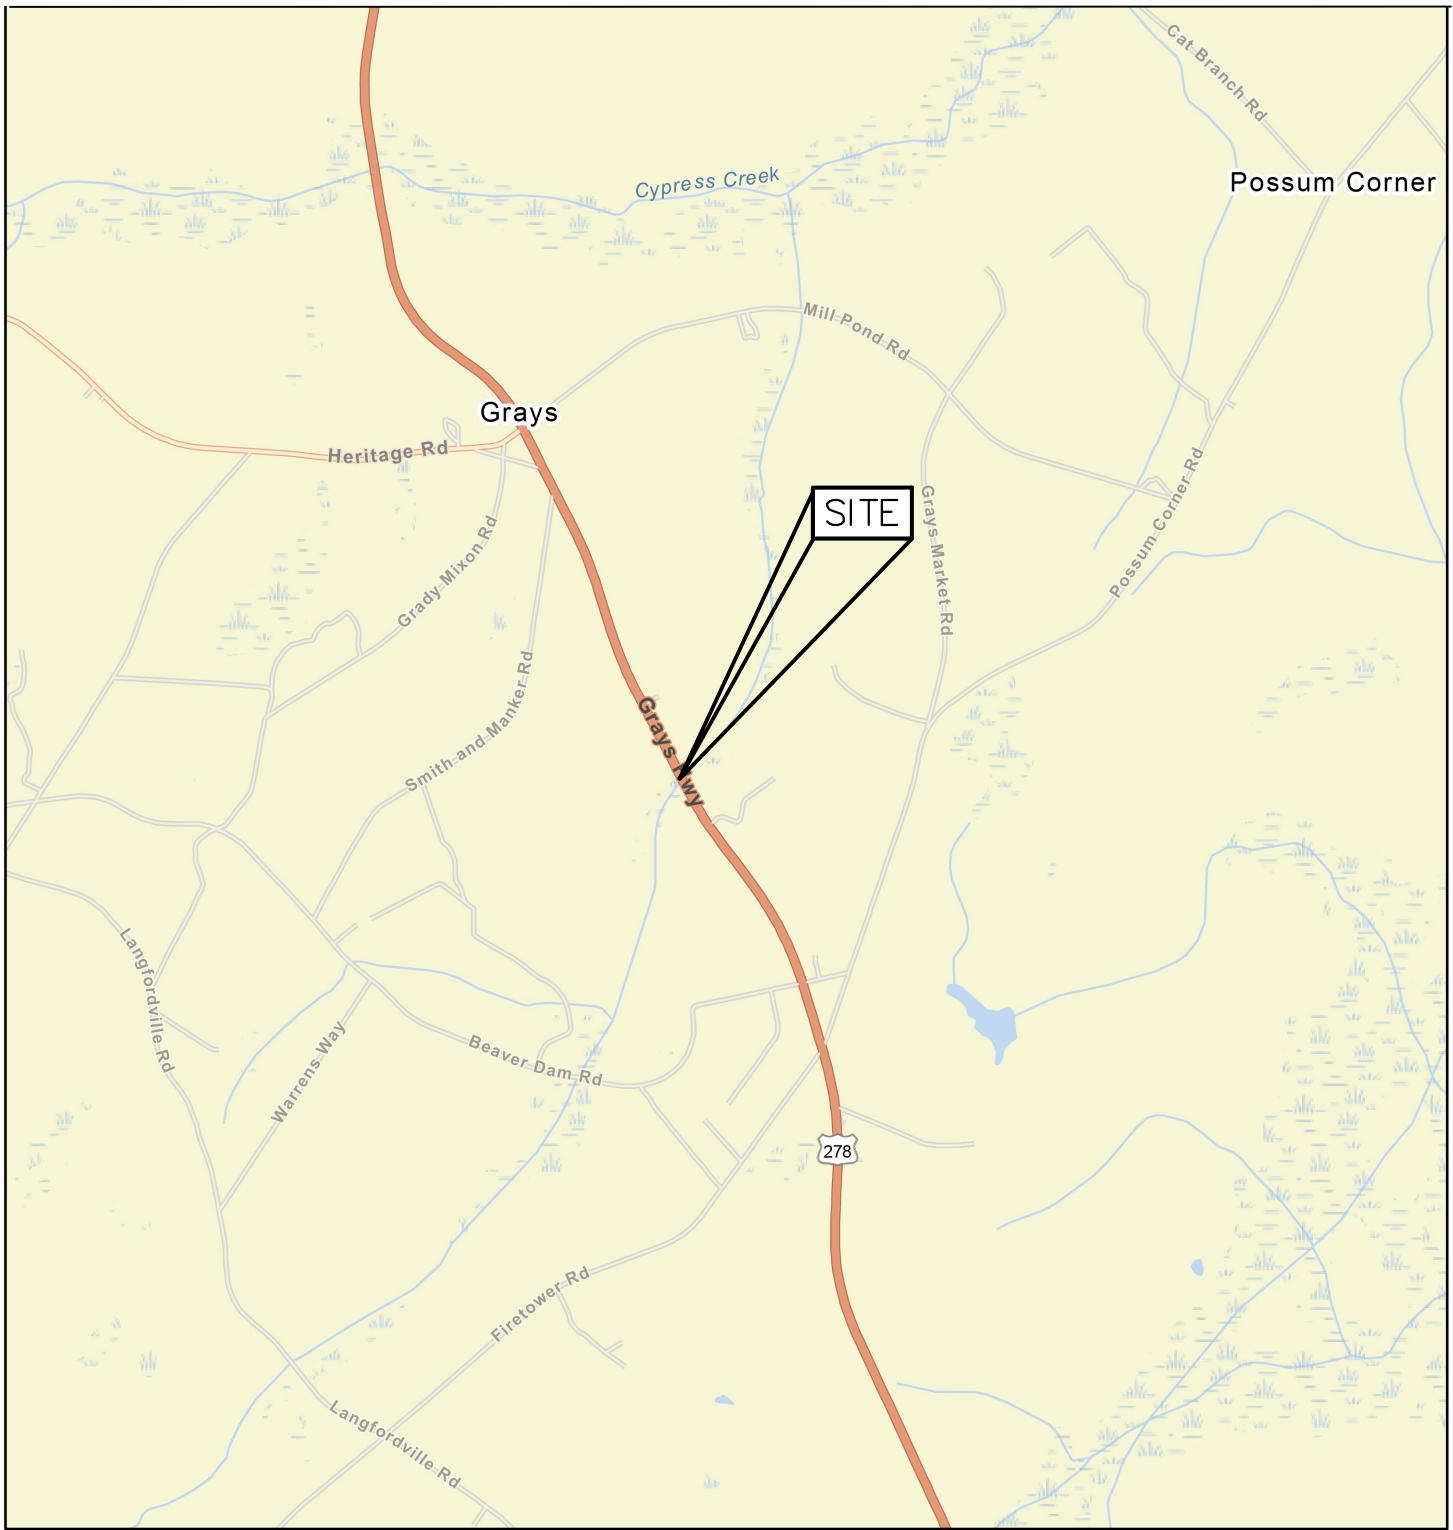 Cat Branch Rd
Possum Corner
Cypress Creek
Mill Pond Rd
Grays
Heritage Rd
SITE
Grays Market Rd
Possum Corner Rd
Grady Mixon Rd
Smith and Manker Rd
Grays Hwy
Langfordville Rd
Warrens Way
Beaver Dam Rd
278
Firetower Rd
Langfordville Rd